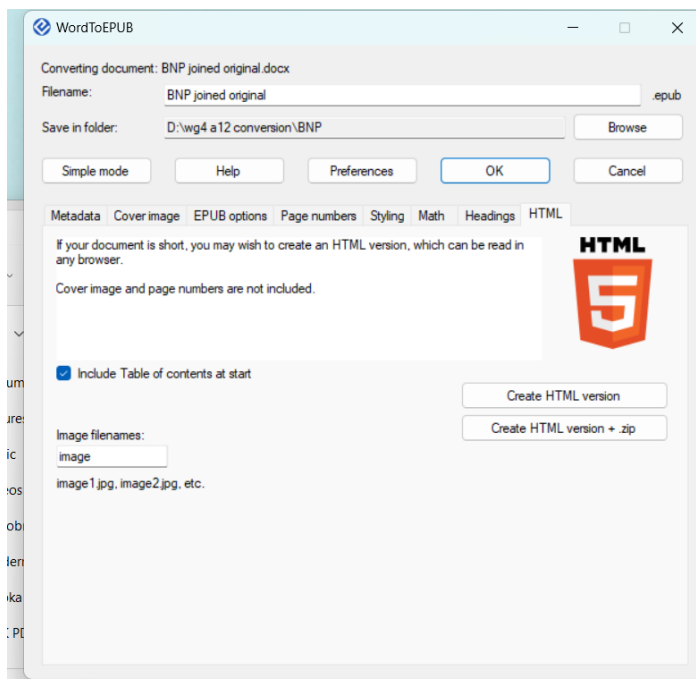 WordToEPUB
Converting document: BNP joined original.docx
Filename: BNP joined original .epub
Save in folder: D:\wg4 a12 conversion\BNP Browse
Simple mode Help Preferences OK Cancel
Metadata Cover image EPUB options Page numbers Styling Math Headings HTML
If your document is short, you may wish to create an HTML version, which can be read in
any browser.
Cover image and page numbers are not included.
HTML
5
Include Table of contents at start
Create HTML version
Create HTML version + .zip
Image filenames:
image
image1.jpg, image2.jpg, etc.